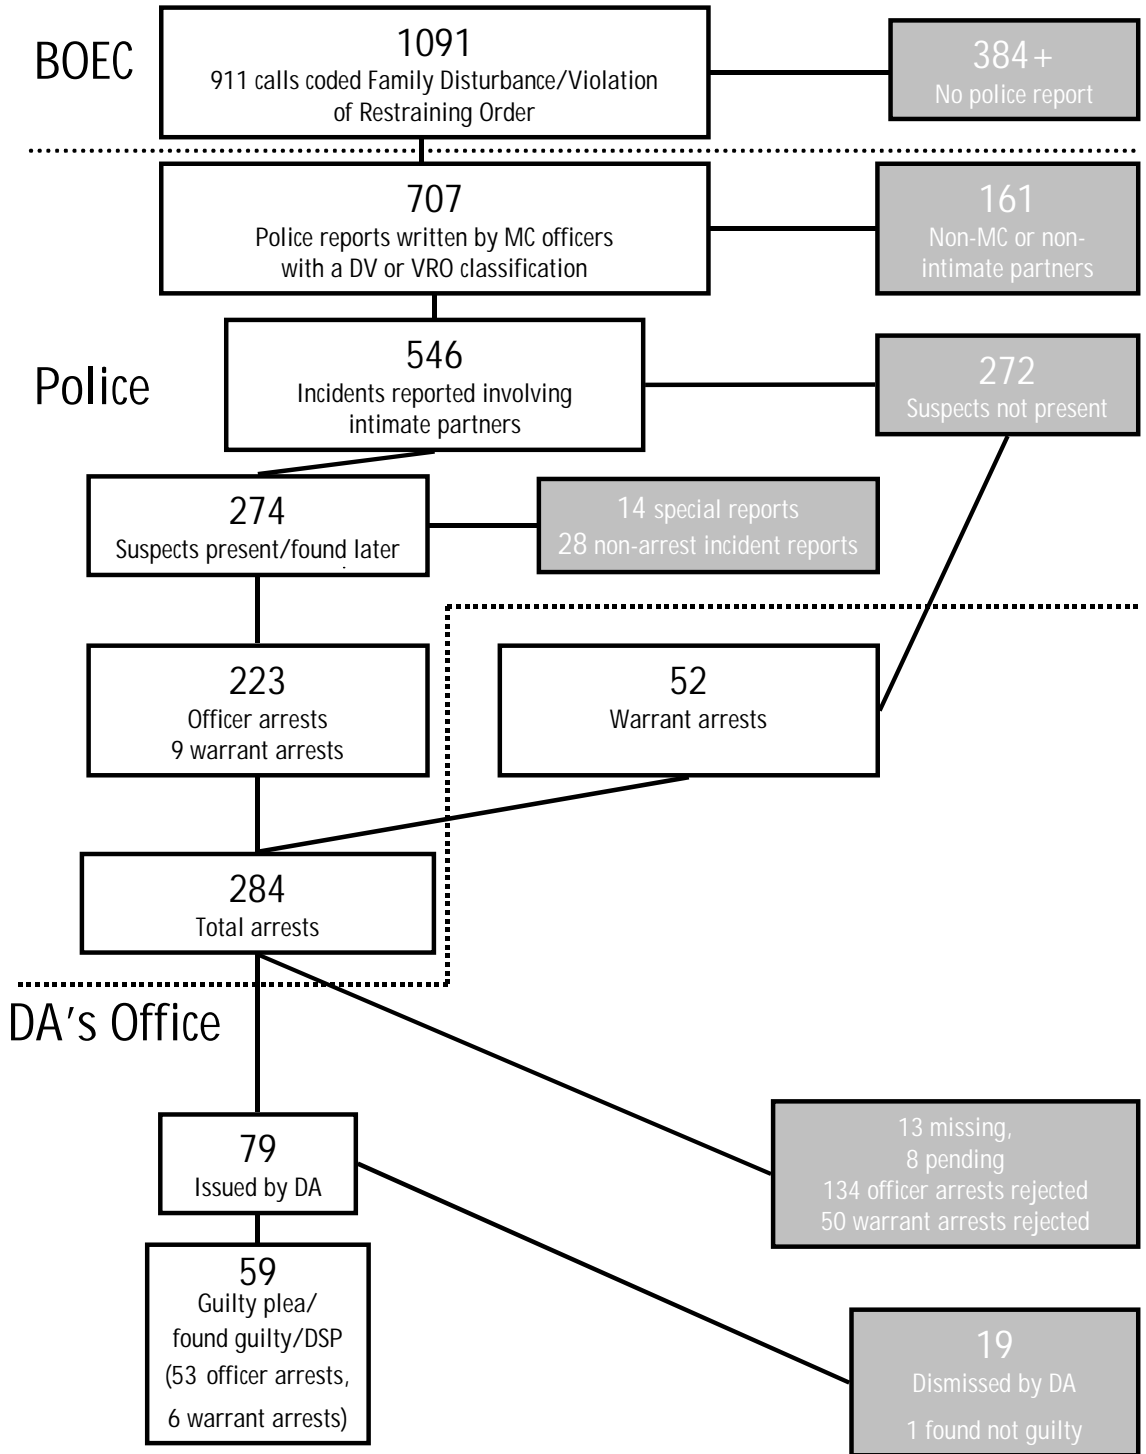 BOEC
1091
911 calls coded Family Disturbance/Violation
of Restraining Order
384+
No police report
707
Police reports written by MC officers
with a DV or VRO classification
161
Non-MC or non-
intimate partners
Police
546
Incidents reported involving
intimate partners
272
Suspects not present
274
Suspects present/found later
14 special reports
28 non-arrest incident reports
223
Officer arrests
9 warrant arrests
52
Warrant arrests
284
Total arrests
DA's Office
79
Issued by DA
13 missing,
8 pending
134 officer arrests rejected
50 warrant arrests rejected
59
Guilty plea/
found guilty/DSP
(53 officer arrests,
6 warrant arrests)
19
Dismissed by DA
1 found not guilty